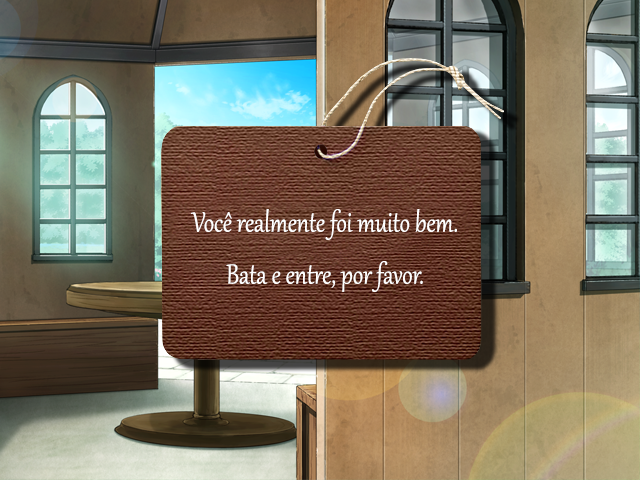 Você realmente foi muito bem.
Bata e entre, por favor.